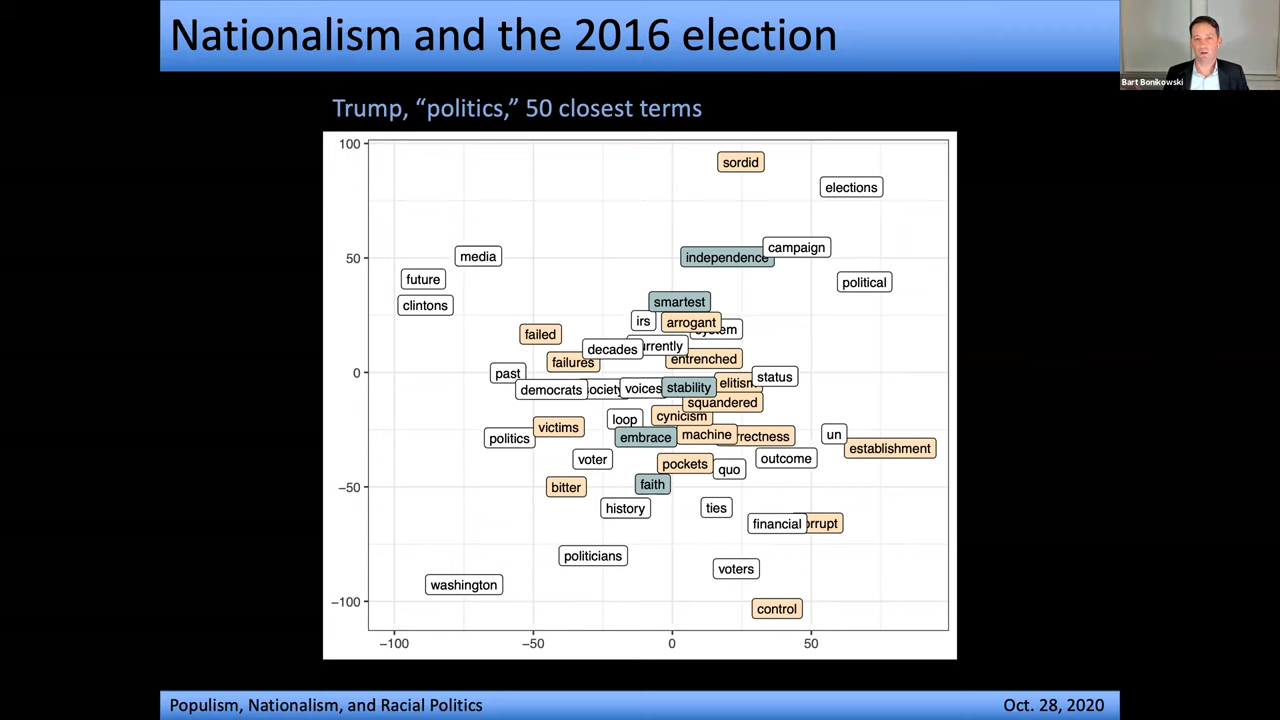 Nationalism and the 2016 election
Bart Bonikowski
Trump, “politics,” 50 closest terms
100
sordid
elections
50
media
independence
campaign
future
political
clintons
smartest
irs
arrogant
failed
decades
failures
entrenched
0
past
status
democrats
voices
stability
squandered
loop
cynicism
victims
politics
embrace
machine
un
establishment
voter
pockets
quo
outcome
−50
bitter
faith
history
ties
financial
politicians
voters
washington
−100
control
−100
−50
0
50
Populism, Nationalism, and Racial Politics
Oct. 28, 2020